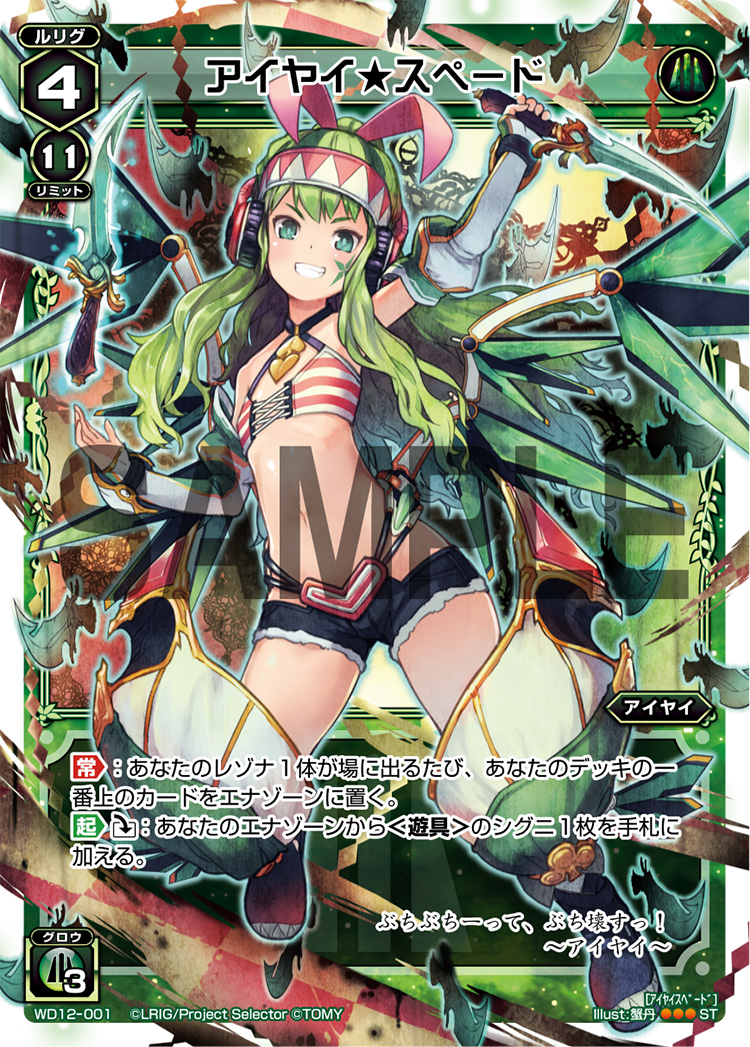 ルリグ
4
アイヤイ★スペード
11
リミット
SAMPLE
アイヤイ
常：あなたのレゾナ１体が場に出るたび、あなたのデッキの一
番上のカードをエナゾーンに置く。
起：あなたのエナゾーンから＜遊具＞のシグニ１枚を手札に
加える。
ぶちぶちーって、ぶち壊すっ！
～アイヤイ～
グロウ
3
[ｱｲﾔｲｽﾍﾟｰﾄﾞ]
WD12-001 ©LRIG/Project Selector ©TOMY Illust:蟹丹 ST